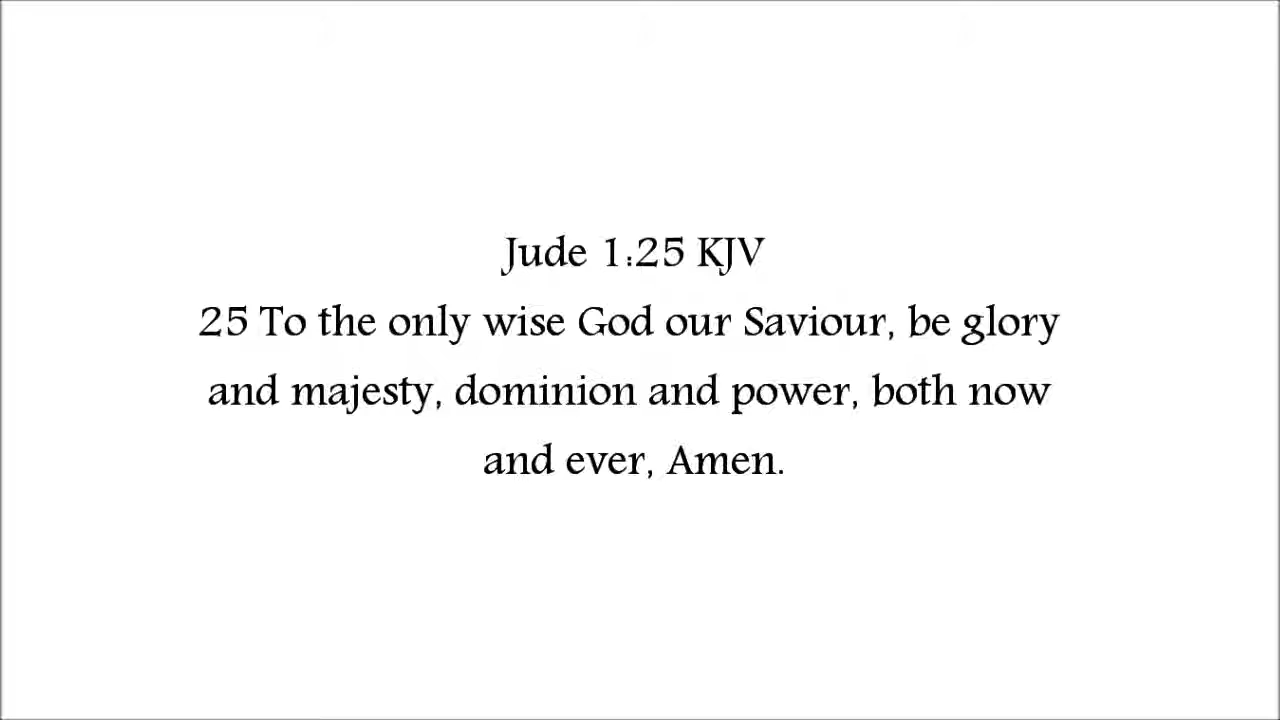 Jude 1:25 KJV
25 To the only wise God our Saviour, be glory
and majesty, dominion and power, both now
and ever, Amen.